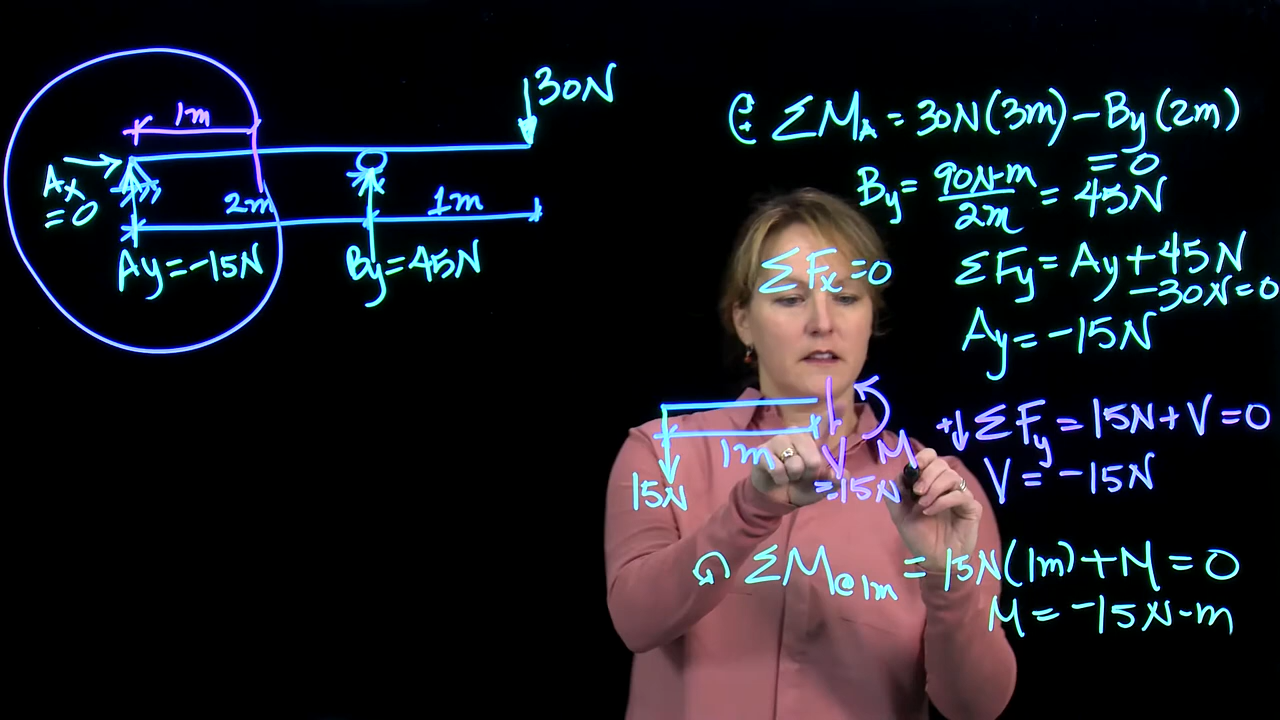 1m
30N
Ax
=0
2m
1m
Ay=-15N
By=45N
+ ΣM_A = 30N(3m) - By(2m)
= 0
By = 90N-m/2m = 45N
ΣFx=0
ΣFy = Ay+45N
-30N=0
Ay = -15N
1m
15N
V
=-15N
M
+↓ΣFy = 15N+V=0
V = -15N
ΣM@1m = 15N(1m)+M = 0
M = -15N-m